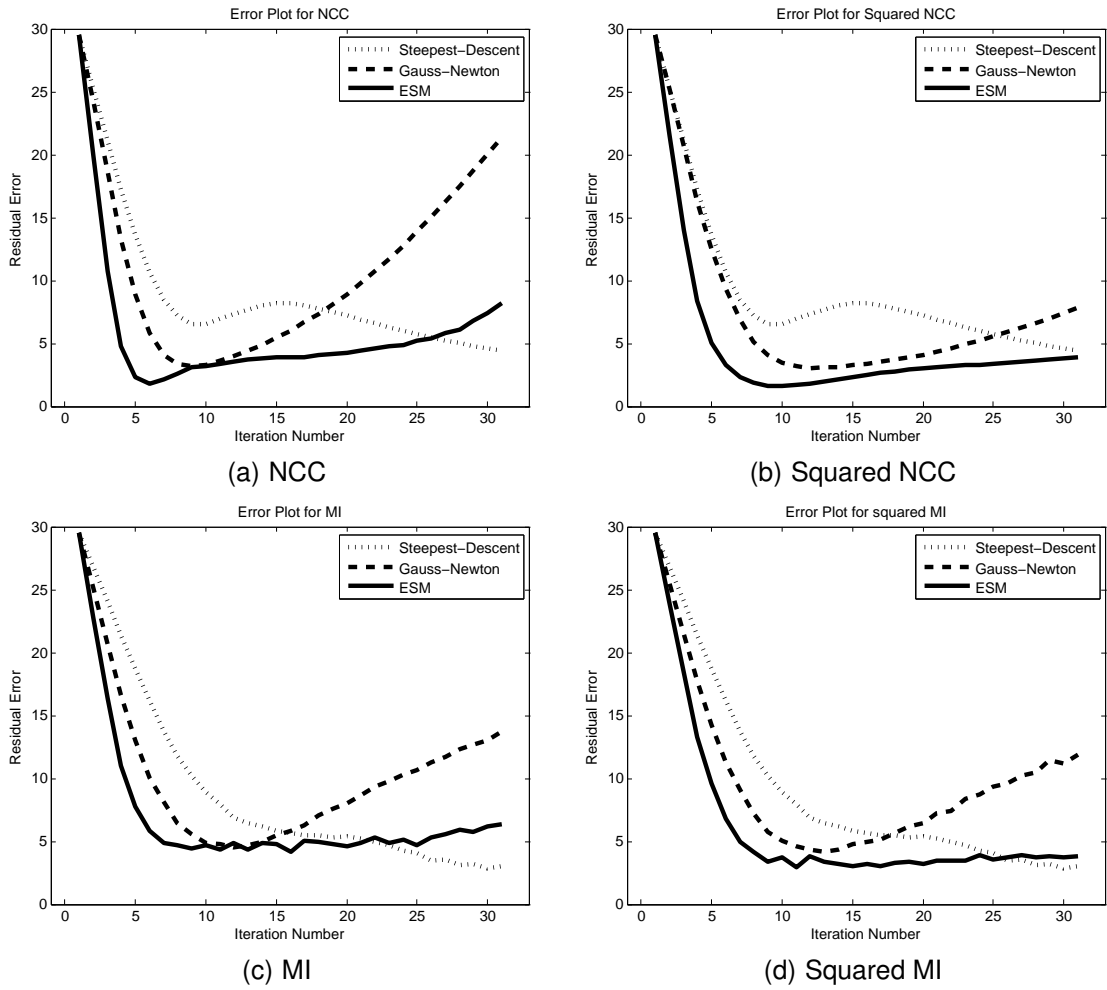 Error Plot for NCC
30
25
20
15
10
5
0
0 5 10 15 20 25 30
Residual Error
Iteration Number
Steepest−Descent
Gauss−Newton
ESM
(a) NCC
Error Plot for Squared NCC
30
25
20
15
10
5
0
0 5 10 15 20 25 30
Residual Error
Iteration Number
Steepest−Descent
Gauss−Newton
ESM
(b) Squared NCC
Error Plot for MI
30
25
20
15
10
5
0
0 5 10 15 20 25 30
Residual Error
Iteration Number
Steepest−Descent
Gauss−Newton
ESM
(c) MI
Error Plot for squared MI
30
25
20
15
10
5
0
0 5 10 15 20 25 30
Residual Error
Iteration Number
Steepest−Descent
Gauss−Newton
ESM
(d) Squared MI